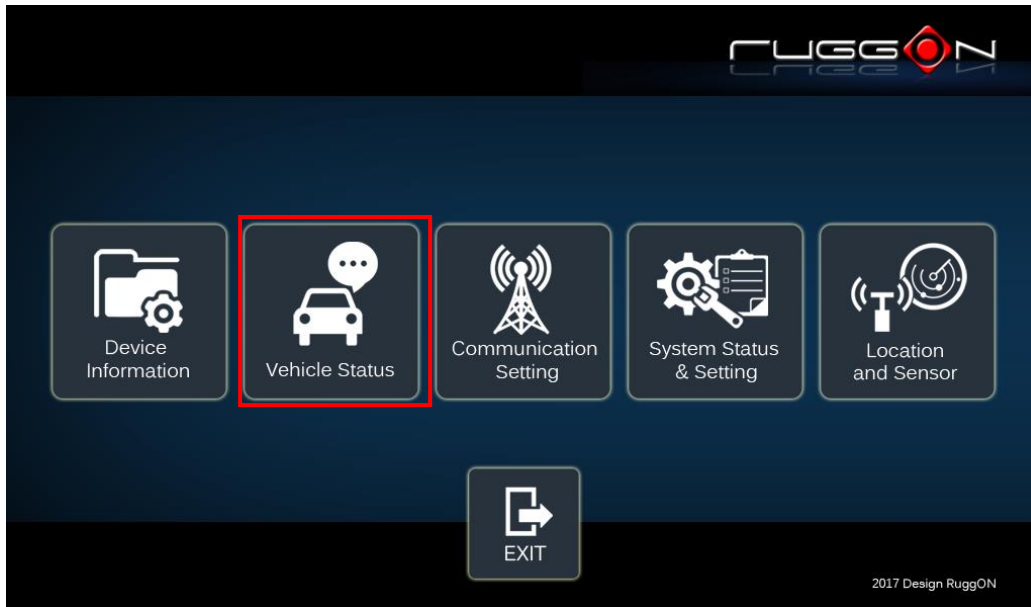 ruggON
Device
Information
Vehicle Status
Communication
Setting
System Status
& Setting
Location
and Sensor
EXIT
2017 Design RuggON